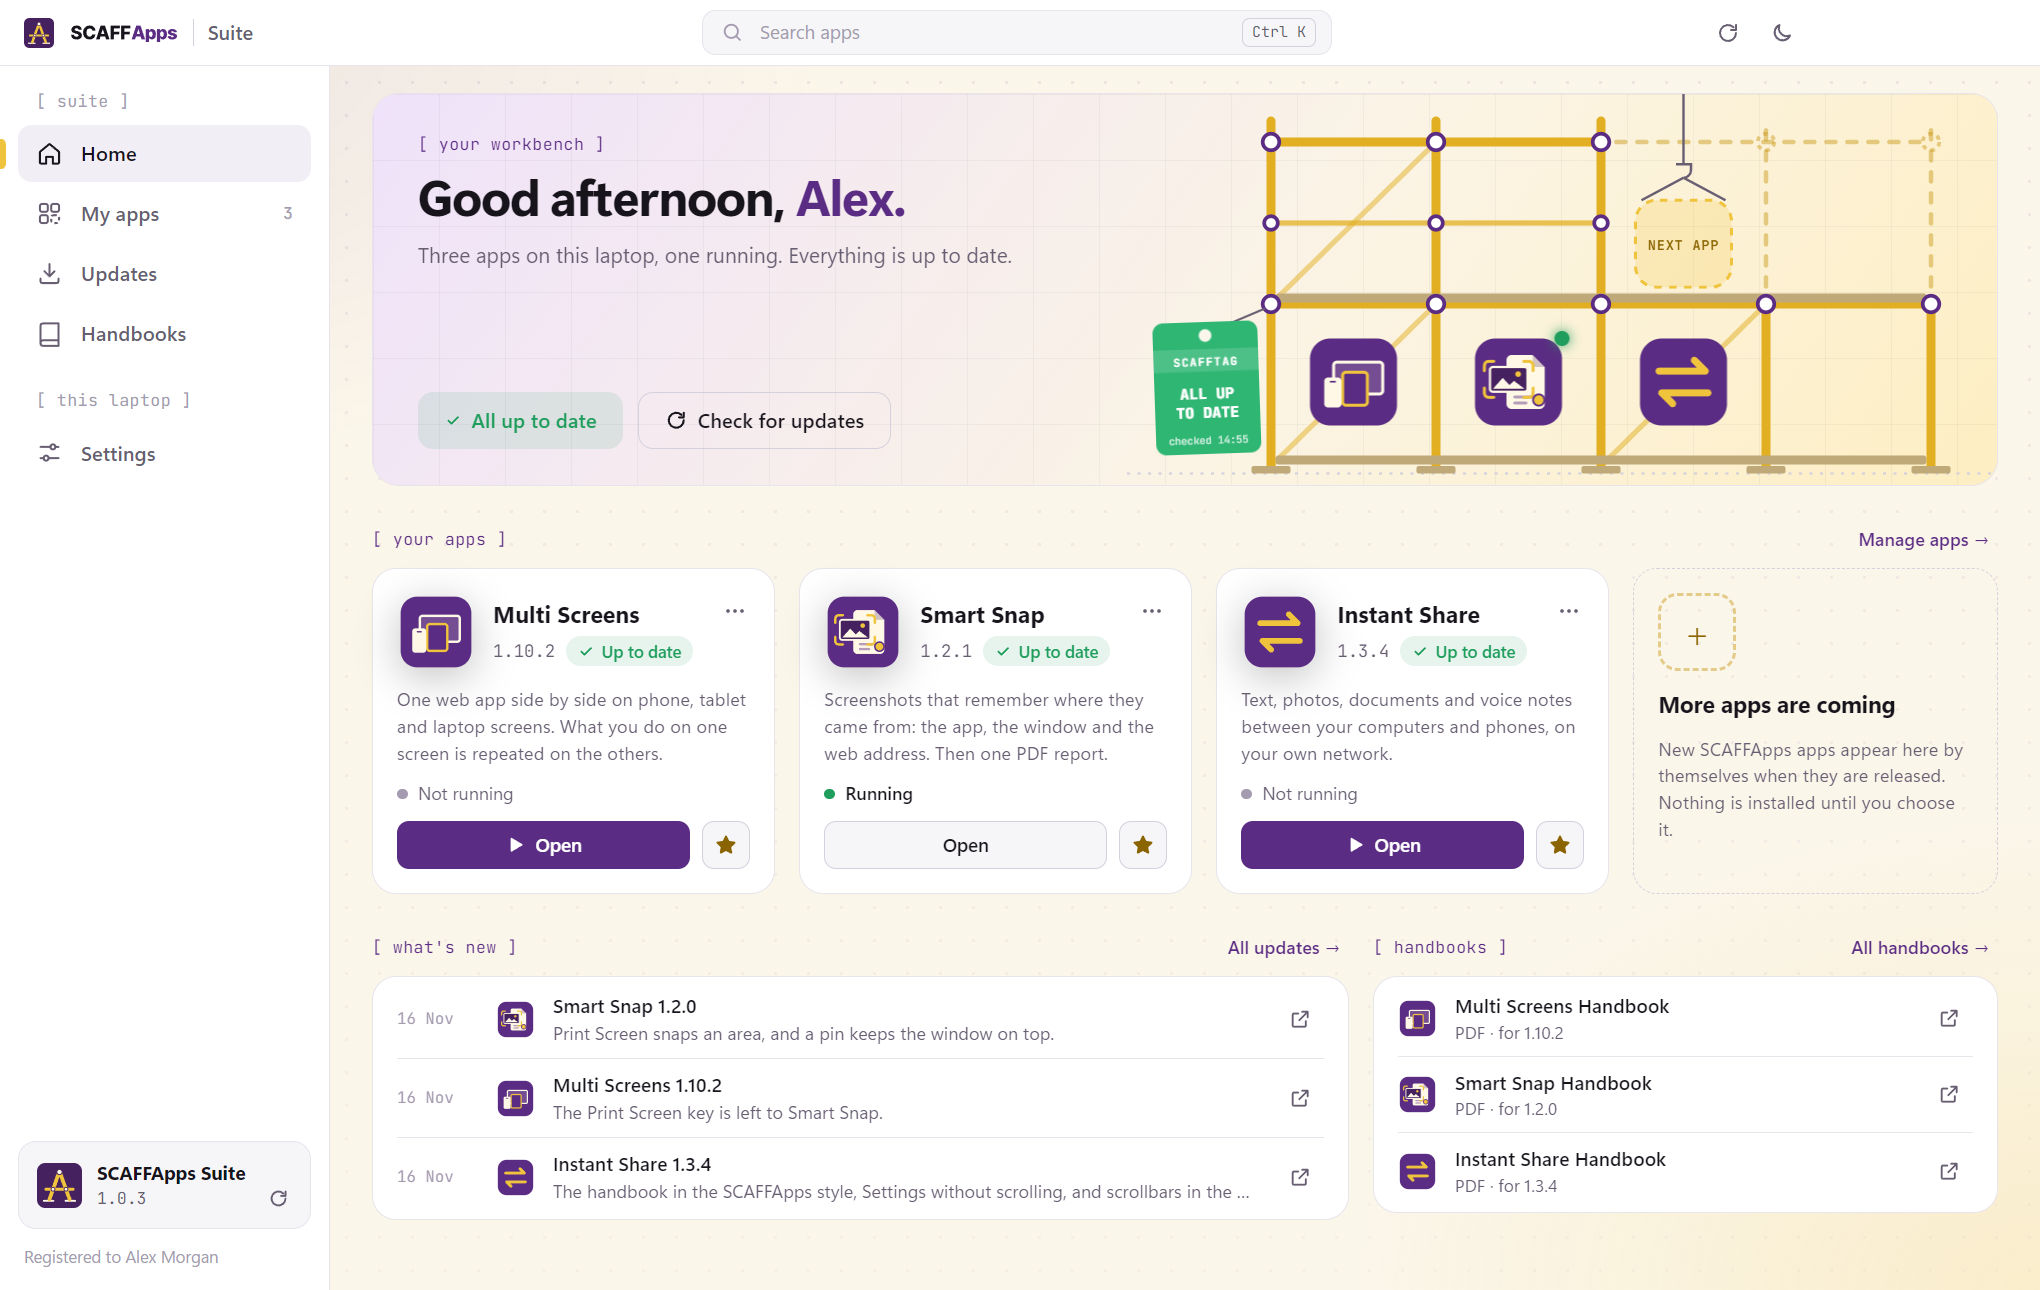 SCAFFApps Suite
Search apps
Ctrl K
[ suite ]
Home
My apps 3
Updates
Handbooks
[ this laptop ]
Settings
SCAFFApps Suite
1.0.3
Registered to Alex Morgan
[ your workbench ]
Good afternoon, Alex.
Three apps on this laptop, one running. Everything is up to date.
All up to date
Check for updates
NEXT APP
SCAFFTAG
ALL UP
TO DATE
checked 14:55
[ your apps ]
Manage apps →
Multi Screens
1.10.2 Up to date
One web app side by side on phone, tablet
and laptop screens. What you do on one
screen is repeated on the others.
Not running
Open
Smart Snap
1.2.1 Up to date
Screenshots that remember where they
came from: the app, the window and the
web address. Then one PDF report.
Running
Open
Instant Share
1.3.4 Up to date
Text, photos, documents and voice notes
between your computers and phones, on
your own network.
Not running
Open
More apps are coming
New SCAFFApps apps appear here by
themselves when they are released.
Nothing is installed until you choose
it.
[ what's new ]
All updates →
16 Nov
Smart Snap 1.2.0
Print Screen snaps an area, and a pin keeps the window on top.
16 Nov
Multi Screens 1.10.2
The Print Screen key is left to Smart Snap.
16 Nov
Instant Share 1.3.4
The handbook in the SCAFFApps style, Settings without scrolling, and scrollbars in the ...
[ handbooks ]
All handbooks →
Multi Screens Handbook
PDF · for 1.10.2
Smart Snap Handbook
PDF · for 1.2.0
Instant Share Handbook
PDF · for 1.3.4